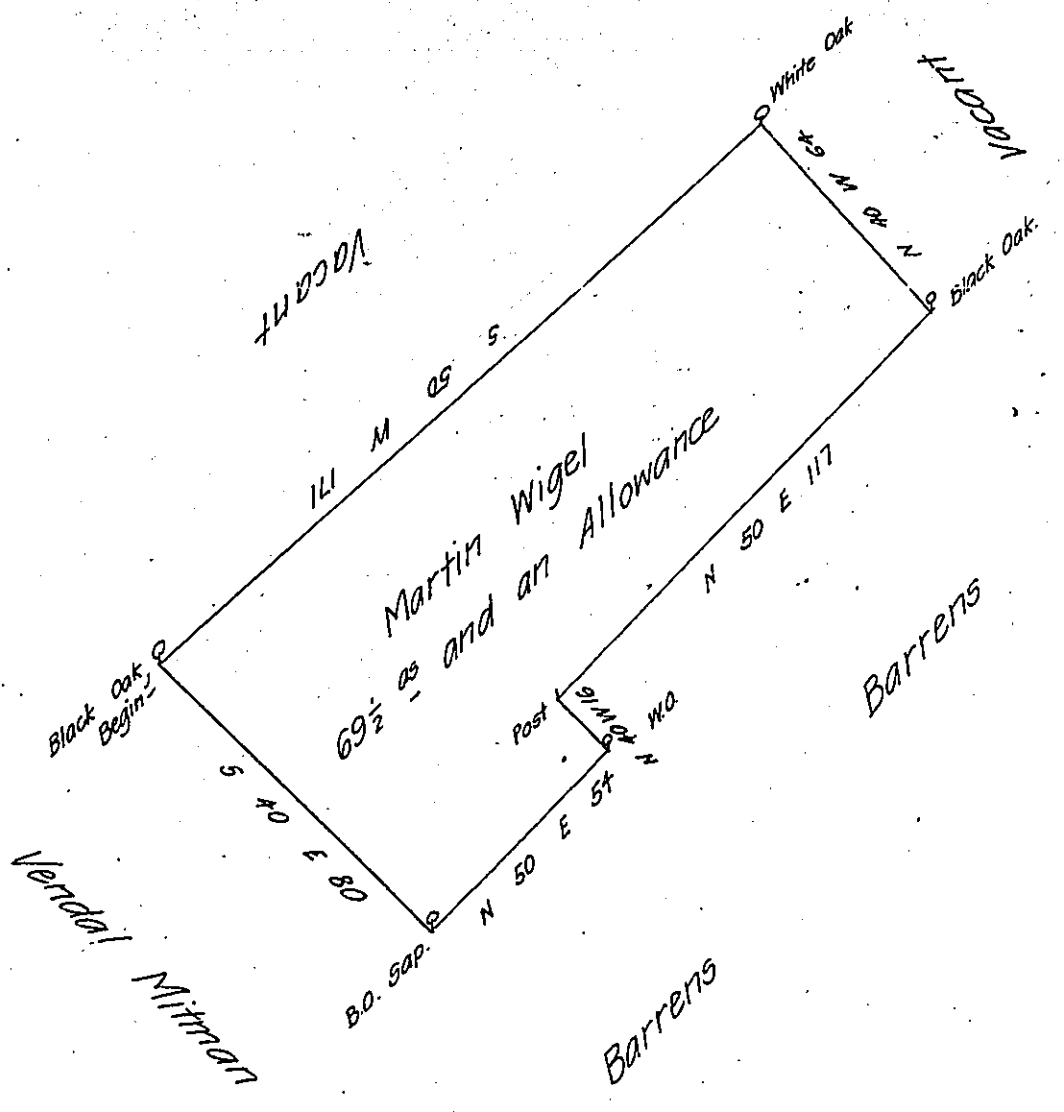 White Oak
Vacant
N 40 W 64
Black Oak.
Vacant
S 50 W 171
Martin Wigel
69½ as and an Allowance
N 50 E 117
Barrens
Black Oak
Begin:
Post
N 40 W 16
W.O.
S 40 E 80
N 50 E 54
B.O. Sap.
Vendal Mitman
Barrens